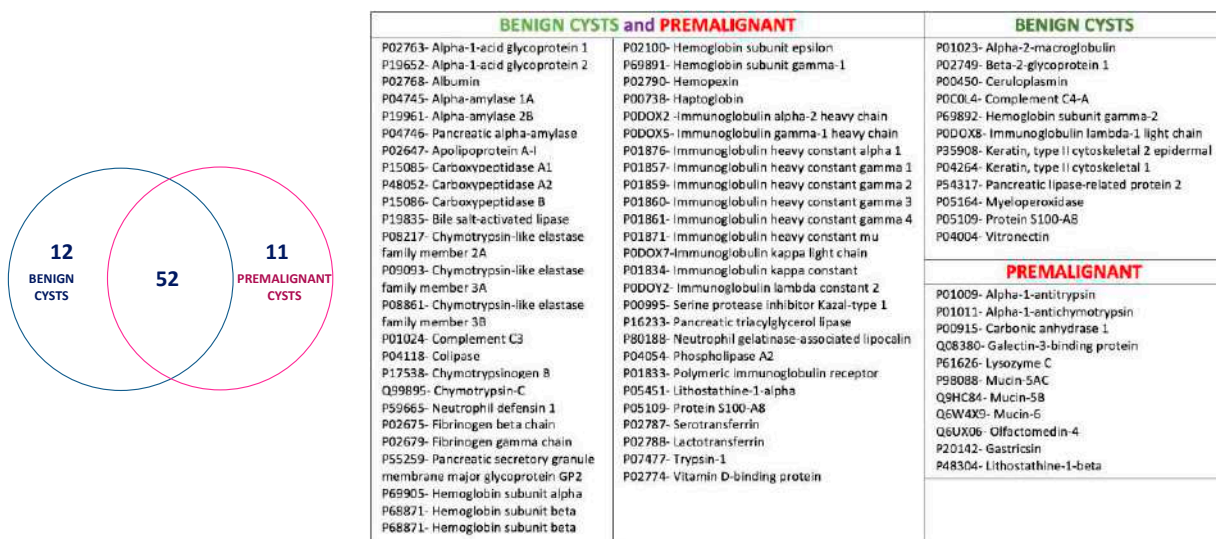 12
BENIGN
CYSTS
52
11
PREMALIGNANT
CYSTS
BENIGN CYSTS and PREMALIGNANT
P02763- Alpha-1-acid glycoprotein 1
P19652- Alpha-1-acid glycoprotein 2
P02768- Albumin
P04745- Alpha-amylase 1A
P19961- Alpha-amylase 2B
P04746- Pancreatic alpha-amylase
P02647- Apolipoprotein A-I
P15085- Carboxypeptidase A1
P48052- Carboxypeptidase A2
P15086- Carboxypeptidase B
P19835- Bile salt-activated lipase
P08217- Chymotrypsin-like elastase
family member 2A
P09093- Chymotrypsin-like elastase
family member 3A
P08861- Chymotrypsin-like elastase
family member 3B
P01024- Complement C3
P04118- Colipase
P17538- Chymotrypsinogen B
Q99895- Chymotrypsin-C
P59665- Neutrophil defensin 1
P02675- Fibrinogen beta chain
P02679- Fibrinogen gamma chain
P55259- Pancreatic secretory granule
membrane major glycoprotein GP2
P69905- Hemoglobin subunit alpha
P68871- Hemoglobin subunit beta
P68871- Hemoglobin subunit beta
P02100- Hemoglobin subunit epsilon
P69891- Hemoglobin subunit gamma-1
P02790- Hemopexin
P00738- Haptoglobin
P0DOX2 -Immunoglobulin alpha-2 heavy chain
P0DOX5- Immunoglobulin gamma-1 heavy chain
P01876- Immunoglobulin heavy constant alpha 1
P01857- Immunoglobulin heavy constant gamma 1
P01859- Immunoglobulin heavy constant gamma 2
P01860- Immunoglobulin heavy constant gamma 3
P01861- Immunoglobulin heavy constant gamma 4
P01871- Immunoglobulin heavy constant mu
P0DOX7-Immunoglobulin kappa light chain
P01834- Immunoglobulin kappa constant
P0DOY2- Immunoglobulin lambda constant 2
P00995- Serine protease inhibitor Kazal-type 1
P16233- Pancreatic triacylglycerol lipase
P80188- Neutrophil gelatinase-associated lipocalin
P04054- Phospholipase A2
P01833- Polymeric immunoglobulin receptor
P05451- Lithostathine-1-alpha
P05109- Protein S100-A8
P02787- Serotransferrin
P02788- Lactotransferrin
P07477- Trypsin-1
P02774- Vitamin D-binding protein
BENIGN CYSTS
P01023- Alpha-2-macroglobulin
P02749- Beta-2-glycoprotein 1
P00450- Ceruloplasmin
P0C0L4- Complement C4-A
P69892- Hemoglobin subunit gamma-2
P0DOX8- Immunoglobulin lambda-1 light chain
P35908- Keratin, type II cytoskeletal 2 epidermal
P04264- Keratin, type II cytoskeletal 1
P54317- Pancreatic lipase-related protein 2
P05164- Myeloperoxidase
P05109- Protein S100-A8
P04004- Vitronectin
PREMALIGNANT
P01009- Alpha-1-antitrypsin
P01011- Alpha-1-antichymotrypsin
P00915- Carbonic anhydrase 1
Q08380- Galectin-3-binding protein
P61626- Lysozyme C
P98088- Mucin-5AC
Q9HC84- Mucin-5B
Q6W4X9- Mucin-6
Q6UX06- Olfactomedin-4
P20142- Gastricsin
P48304- Lithostathine-1-beta